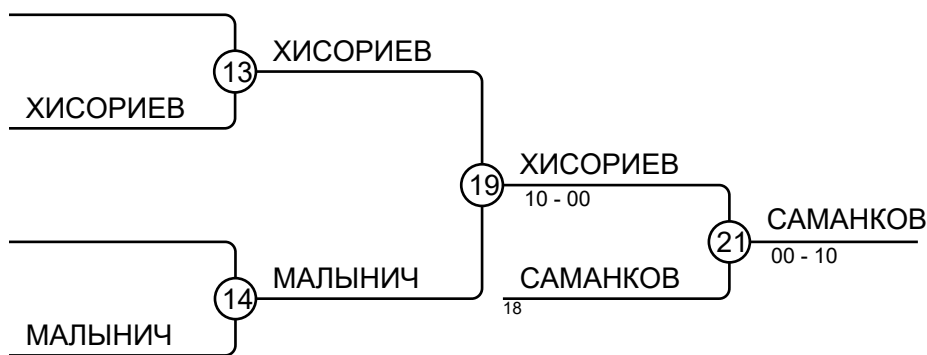 ХИСОРИЕВ
13
ХИСОРИЕВ
ХИСОРИЕВ
19
10 - 00
САМАНКОВ
21
00 - 10
МАЛЫНИЧ
САМАНКОВ
14
18
МАЛЫНИЧ